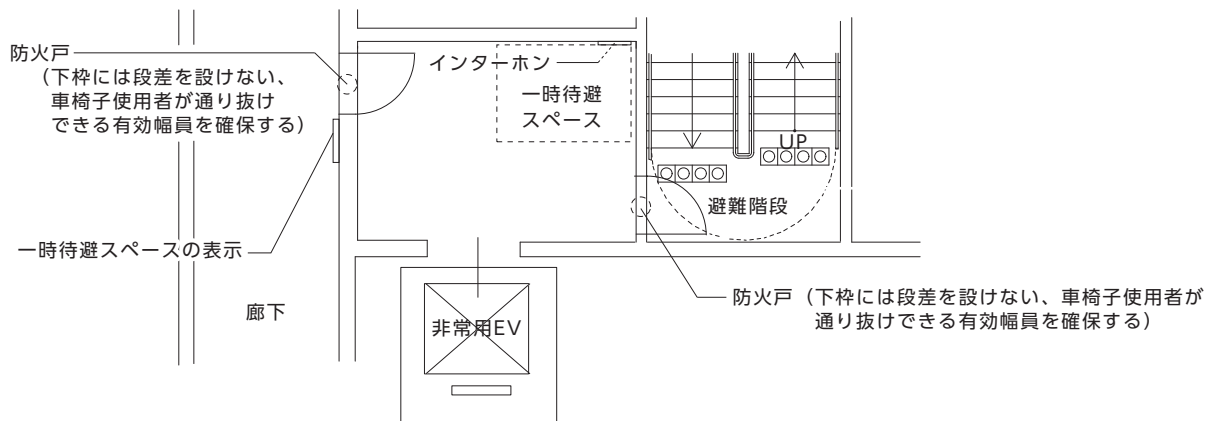 防火戸
（下枠には段差を設けない、
車椅子使用者が通り抜け
できる有効幅員を確保する）
インターホン
一時待避
スペース
UP
避難階段
一時待避スペースの表示
廊下
非常用EV
防火戸（下枠には段差を設けない、車椅子使用者が
通り抜けできる有効幅員を確保する）